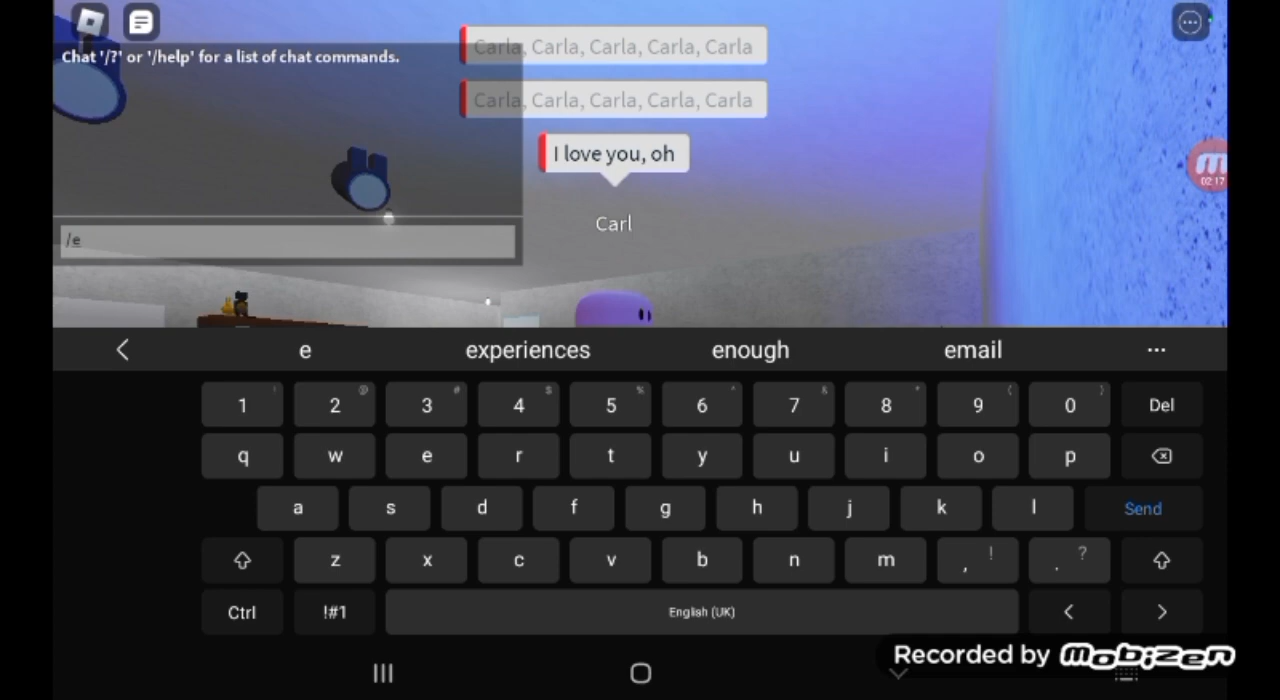 Carla, Carla, Carla, Carla, Carla
Chat '/?' or '/help' for a list of chat commands.
Carla, Carla, Carla, Carla, Carla
I love you, oh
02:17
Carl
/e
e experiences enough email ...
1 2 3 4 5 6 7 8 9 0 Del
q w e r t y u i o p
a s d f g h j k l Send
z x c v b n m , ! . ?
Ctrl !#1 English (UK) < >
Recorded by Mobizen